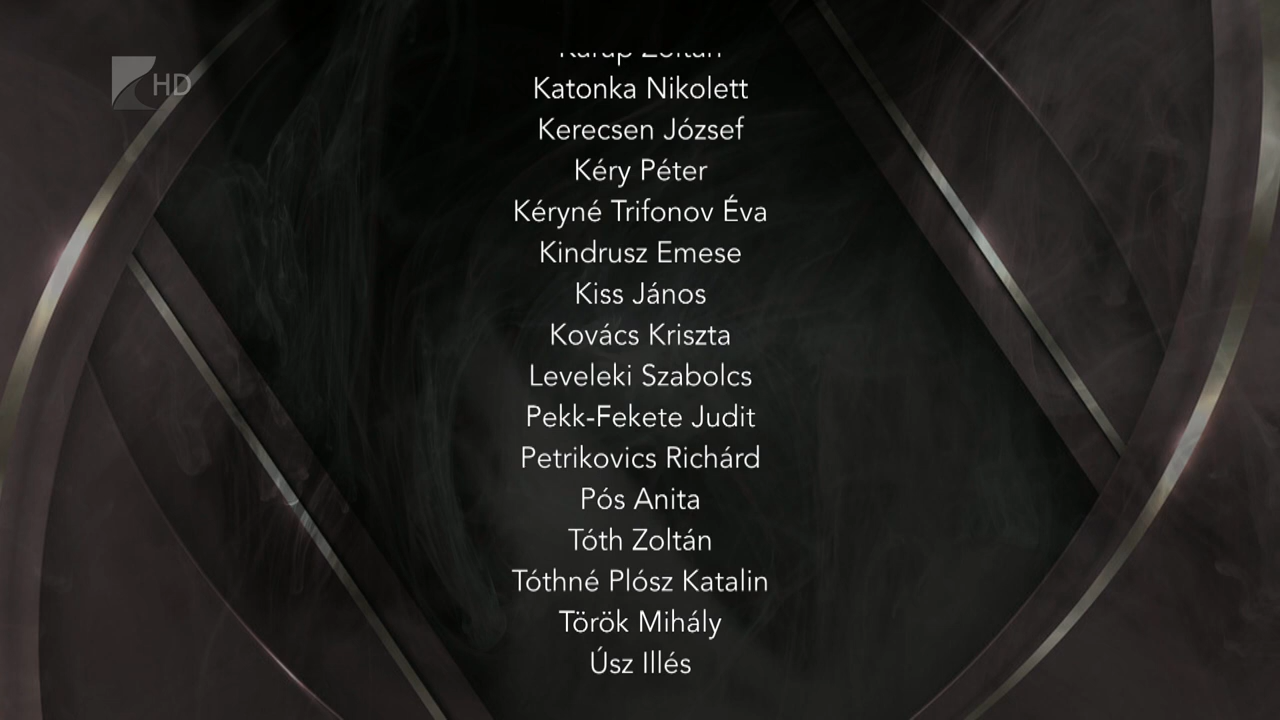 HD
Zoltán
Katonka Nikolett
Kerecsen József
Kéry Péter
Kéryné Trifonov Éva
Kindrusz Emese
Kiss János
Kovács Kriszta
Leveleki Szabolcs
Pekk-Fekete Judit
Petrikovics Richárd
Pós Anita
Tóth Zoltán
Tóthné Plósz Katalin
Török Mihály
Úsz Illés